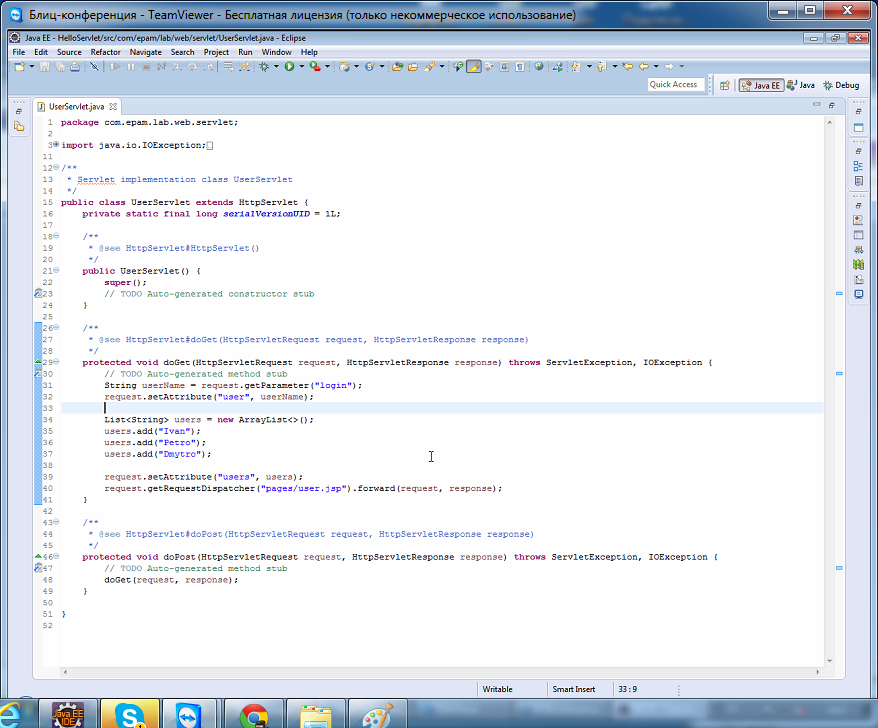 Блиц-конференция - TeamViewer - Бесплатная лицензия (только некоммерческое использование)
Java EE - HelloServlet/src/com/epam/lab/web/servlet/UserServlet.java - Eclipse
File Edit Source Refactor Navigate Search Project Run Window Help
Quick Access Java EE Java Debug
UserServlet.java
1 package com.epam.lab.web.servlet;
2
3 import java.io.IOException;
11
12 /**
13 * Servlet implementation class UserServlet
14 */
15 public class UserServlet extends HttpServlet {
16 private static final long serialVersionUID = 1L;
17
18 /**
19 * @see HttpServlet#HttpServlet()
20 */
21 public UserServlet() {
22 super();
23 // TODO Auto-generated constructor stub
24 }
25
26 /**
27 * @see HttpServlet#doGet(HttpServletRequest request, HttpServletResponse response)
28 */
29 protected void doGet(HttpServletRequest request, HttpServletResponse response) throws ServletException, IOException {
30 // TODO Auto-generated method stub
31 String userName = request.getParameter("login");
32 request.setAttribute("user", userName);
33
34 List<String> users = new ArrayList<>();
35 users.add("Ivan");
36 users.add("Petro");
37 users.add("Dmytro");
38
39 request.setAttribute("users", users);
40 request.getRequestDispatcher("pages/user.jsp").forward(request, response);
41 }
42
43 /**
44 * @see HttpServlet#doPost(HttpServletRequest request, HttpServletResponse response)
45 */
46 protected void doPost(HttpServletRequest request, HttpServletResponse response) throws ServletException, IOException {
47 // TODO Auto-generated method stub
48 doGet(request, response);
49 }
50
51 }
52
Writable Smart Insert 33 : 9
Java EE
IDE